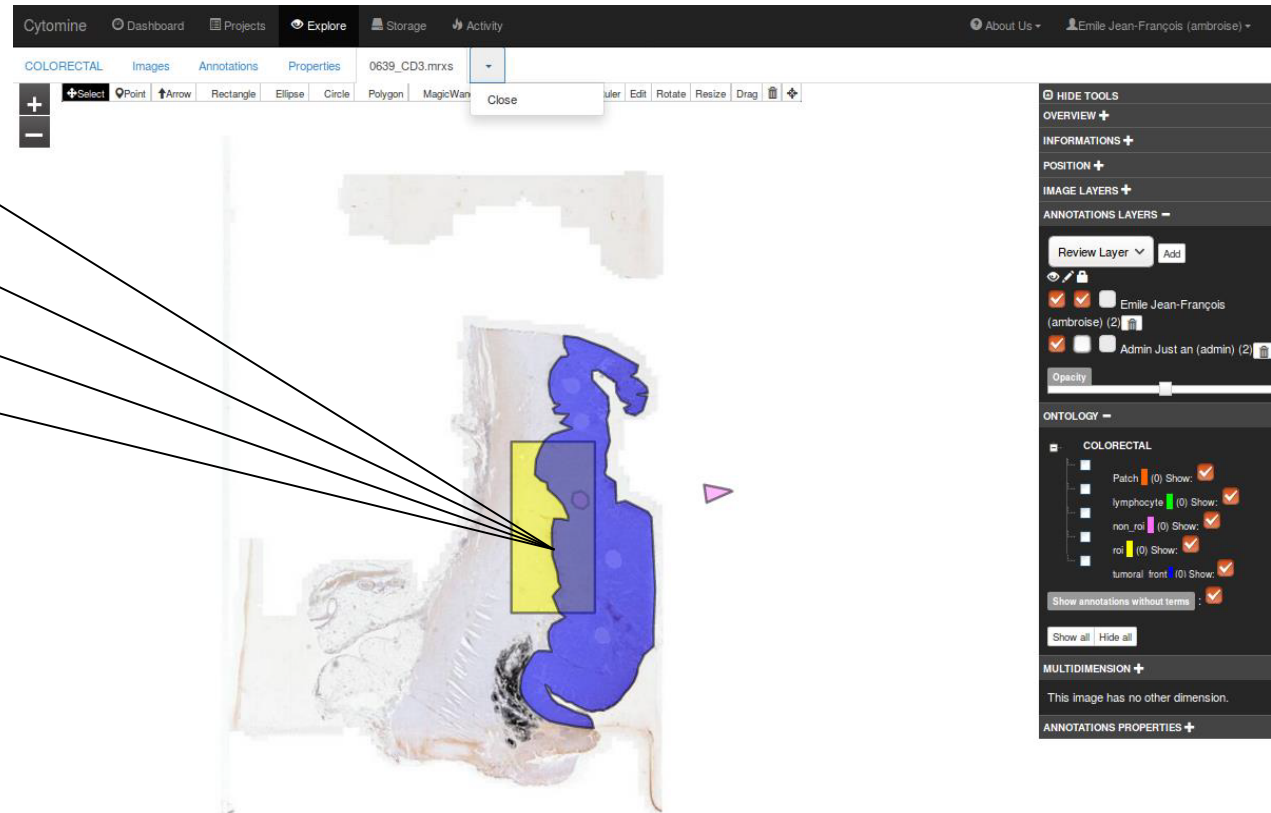 Cytomine Dashboard Projects Explore Storage Activity About Us Emile Jean-François (ambroise)
COLORECTAL Images Annotations Properties 0639_CD3.mrxs
Select Point Arrow Rectangle Ellipse Circle Polygon MagicWan uler Edit Rotate Resize Drag
Close
HIDE TOOLS
OVERVIEW
INFORMATIONS
POSITION
IMAGE LAYERS
ANNOTATIONS LAYERS
Review Layer Add
Emile Jean-François
(ambroise) (2)
Admin Just an (admin) (2)
Opacity
ONTOLOGY
COLORECTAL
Patch (0) Show:
lymphocyte (0) Show:
non_roi (0) Show:
roi (0) Show:
tumoral_front (0) Show:
Show annotations without terms :
Show all Hide all
MULTIDIMENSION
This image has no other dimension.
ANNOTATIONS PROPERTIES